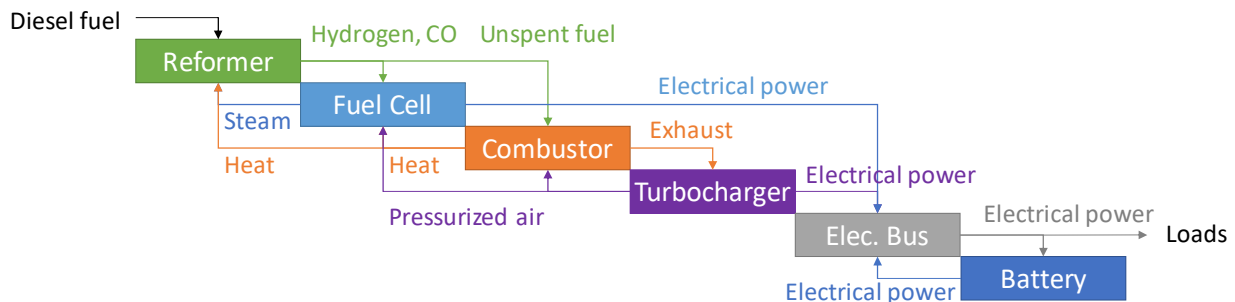 Diesel fuel
Hydrogen, CO
Unspent fuel
Reformer
Electrical power
Fuel Cell
Steam
Exhaust
Combustor
Heat
Heat
Electrical power
Turbocharger
Pressurized air
Electrical power
Elec. Bus
Loads
Battery
Electrical power